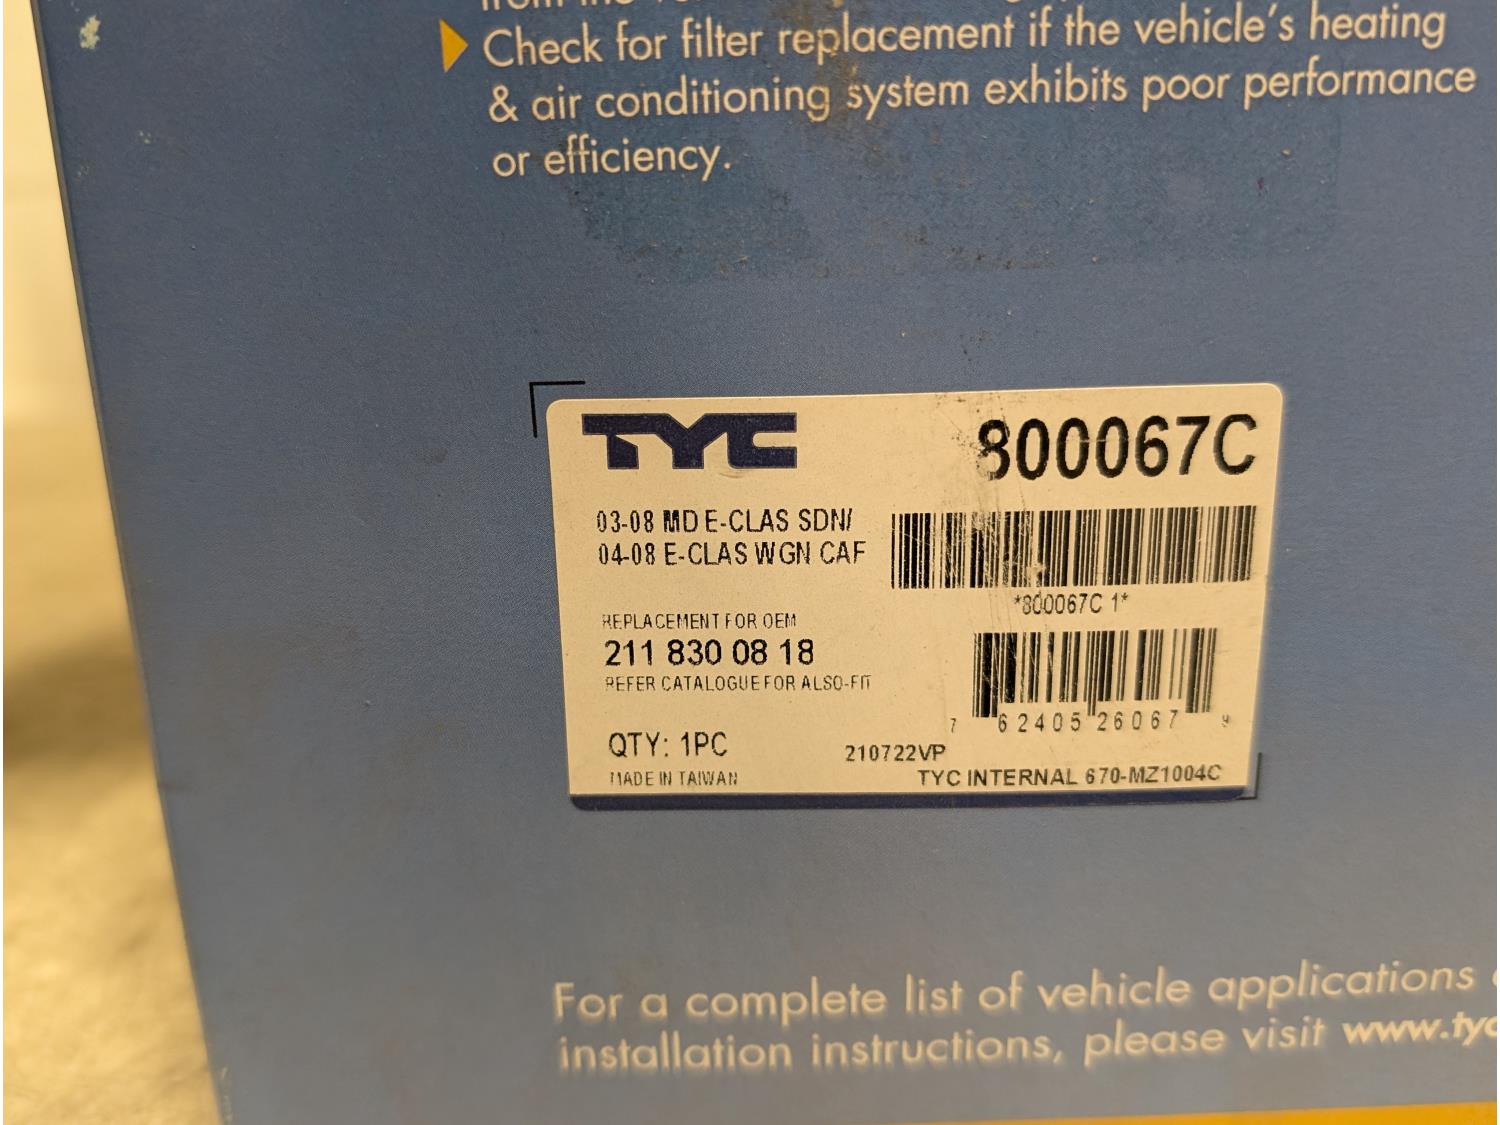 Check for filter replacement if the vehicle's heating
& air conditioning system exhibits poor performance
or efficiency.
TYC
800067C
03-08 MD E-CLAS SDN/
04-08 E-CLAS WGN CAF
*800067C 1*
REPLACEMENT FOR OEM
211 830 08 18
REFER CATALOGUE FOR ALSO-FIT
7 62405 26067 9
QTY: 1PC
210722VP
MADE IN TAIWAN
TYC INTERNAL 670-MZ1004C
For a complete list of vehicle applications
installation instructions, please visit www.tyc